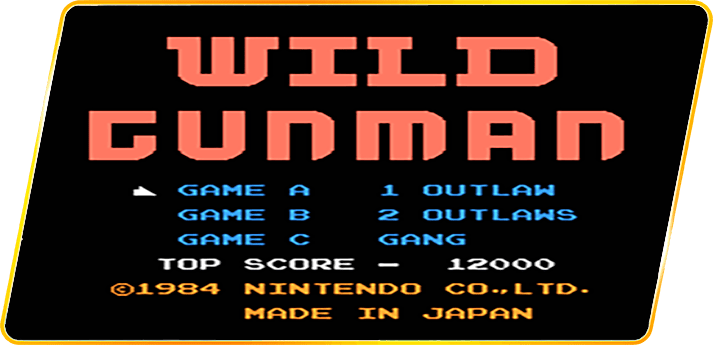 WILD
GUNMAN
GAME A 1 OUTLAW
GAME B 2 OUTLAWS
GAME C GANG
TOP SCORE - 12000
©1984 NINTENDO CO.,LTD.
MADE IN JAPAN